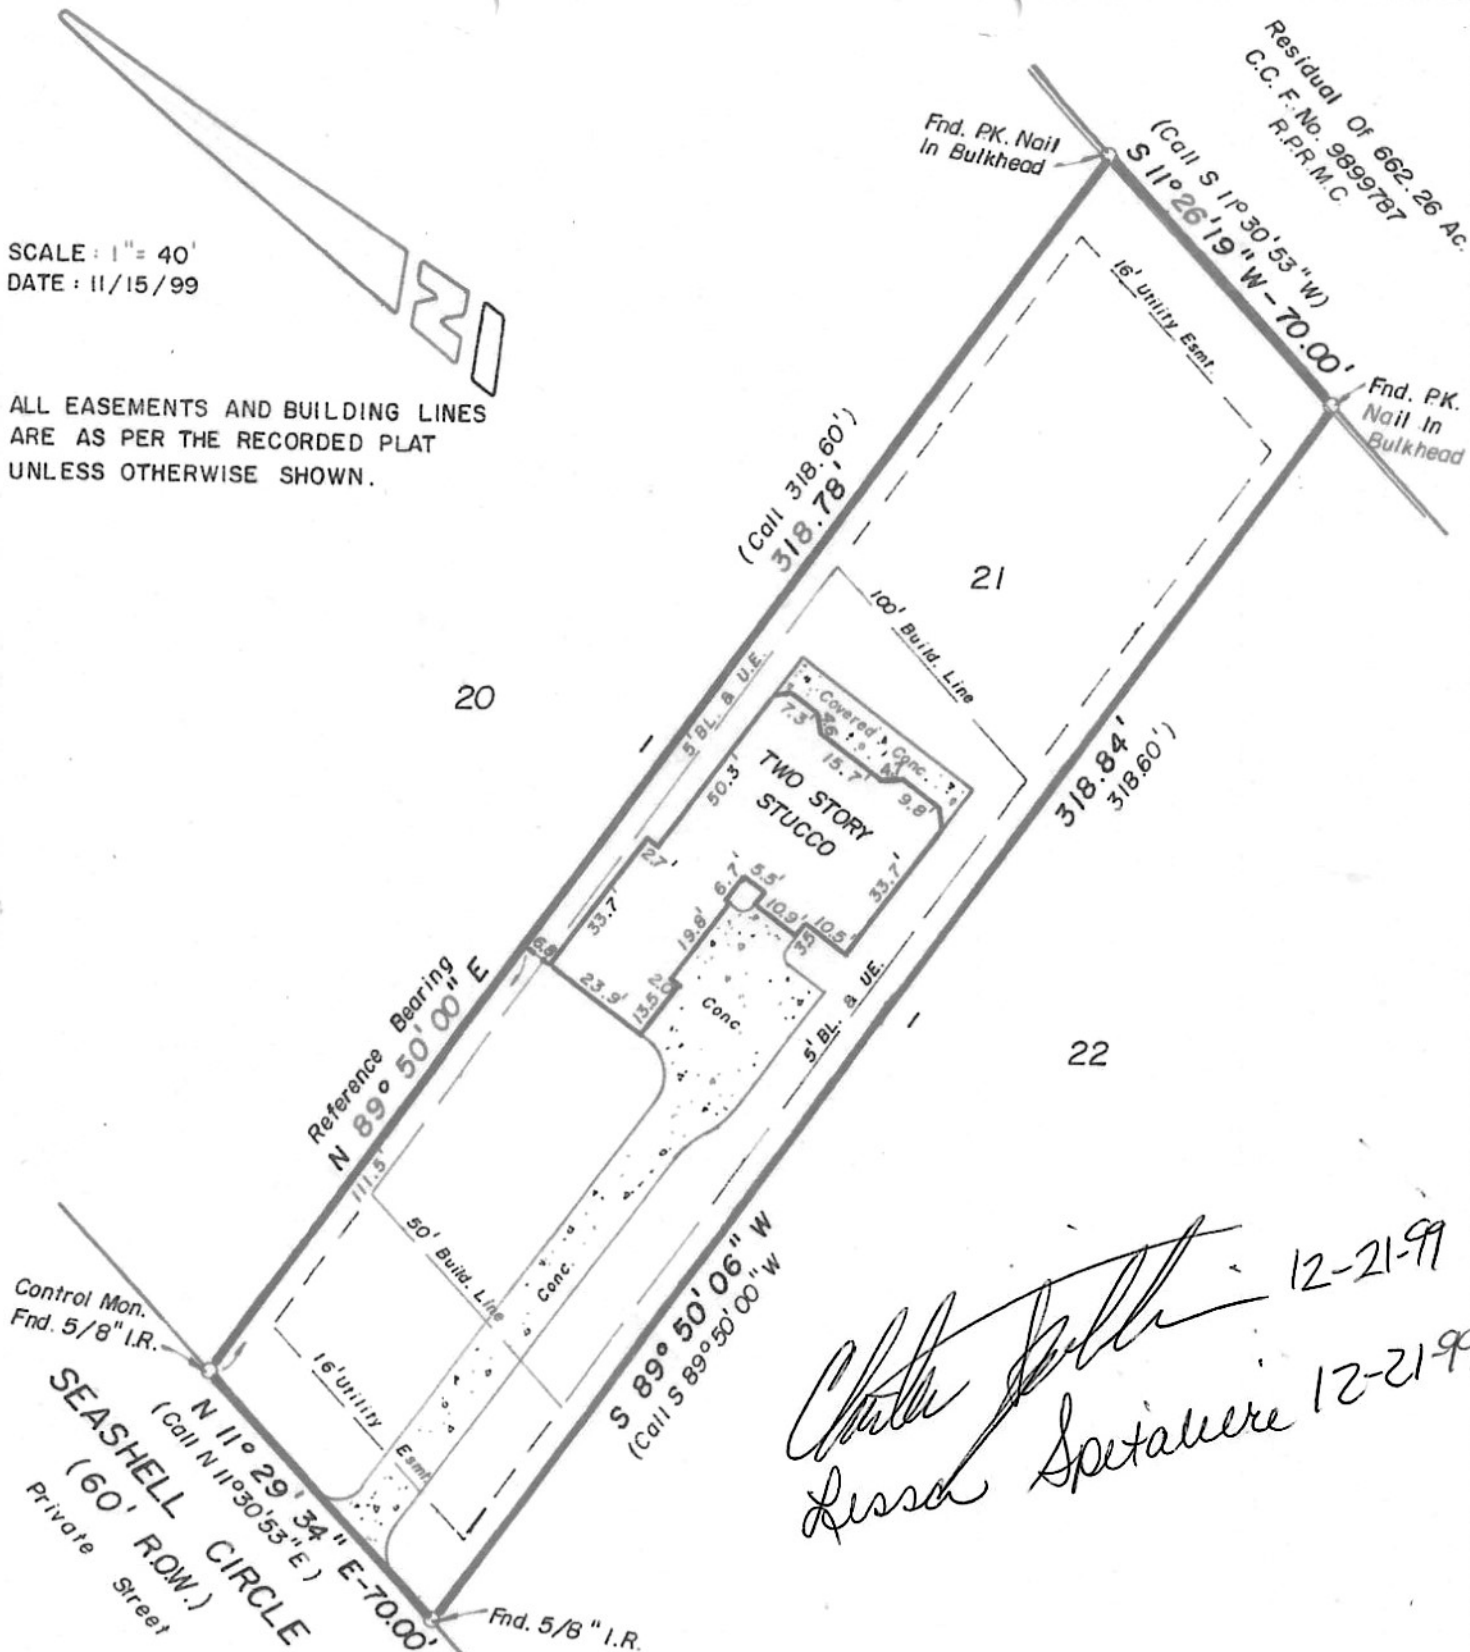 Residual Of 662.26 Ac.
C.C. F. No. 9899787
R.P.R.M.C.
Fnd. P.K. Nail
In Bulkhead
(Call S 11°30'53"W)
S 11°26'19"W-70.00'
16' Utility Esmt.
Fnd. P.K.
Nail In
Bulkhead
N
SCALE : 1"= 40'
DATE : 11/15/99
ALL EASEMENTS AND BUILDING LINES
ARE AS PER THE RECORDED PLAT
UNLESS OTHERWISE SHOWN.
(Call 318.60')
318.78'
21
100' Build. Line
20
1
5' BL. & U.E.
Covered Conc.
7.3'
15.7'
9.8'
TWO STORY
STUCCO
50.3'
318.84'
318.60')
2.7'
33.7'
6.7'
5.5'
10.9'
3.5'
10.5'
33.7'
19.8'
6.8'
23.9'
2.0'
13.5'
Conc.
5' BL. & UE.
1
22
Reference Bearing
N 89° 50' 00" E
111.5'
50' Build. Line
Conc.
S 89° 50' 06" W
(Call S 89°50'00"W
Control Mon.
Fnd. 5/8" I.R.
16' Utility Esmt.
N 11° 29' 34" E-70.00'
(Call N 11°30'53"E)
SEASHELL CIRCLE
(60' R.O.W.)
Private Street
Fnd. 5/8" I.R.
12-21-99
12-21-99